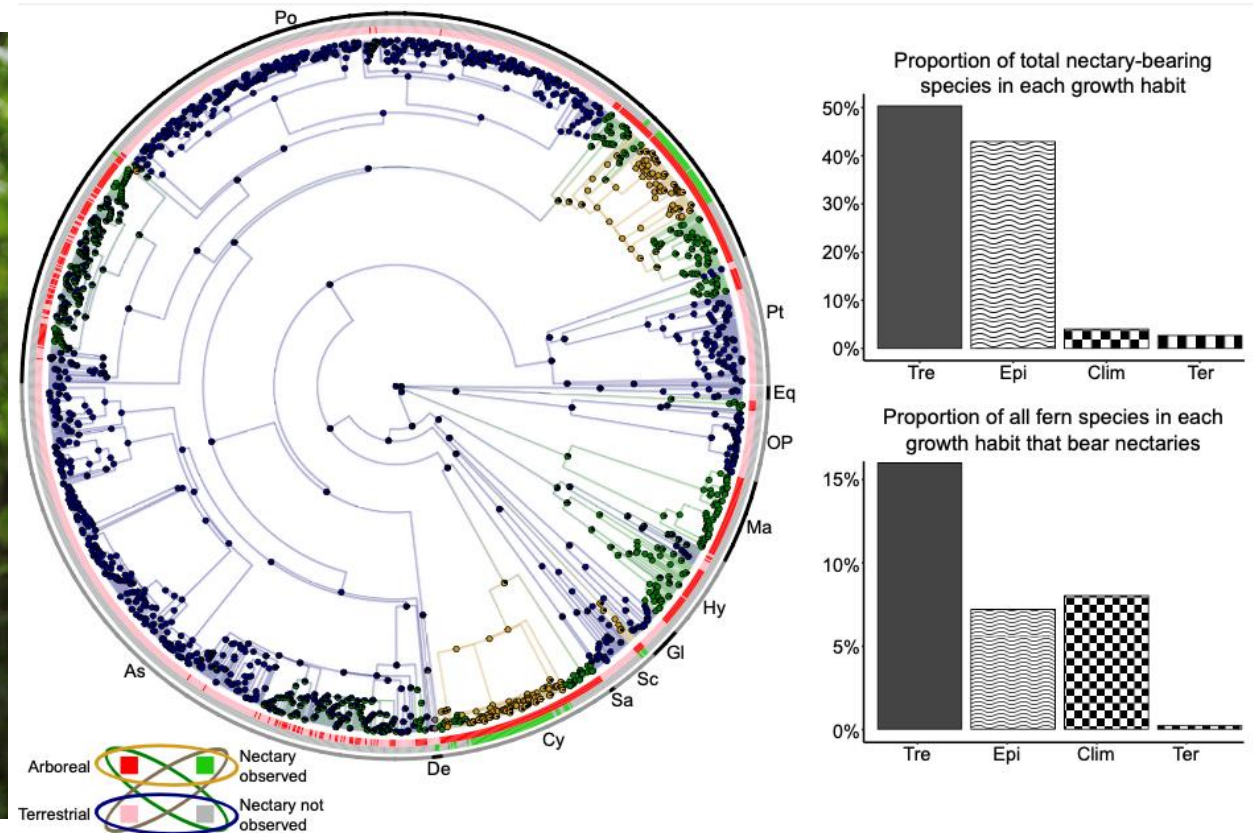 Po
Pt
Eq
OP
Ma
Hy
Gl
Sc
Sa
Cy
De
As
Arboreal
Nectary
observed
Terrestrial
Nectary not
observed
Proportion of total nectary-bearing
species in each growth habit
50%
40%
30%
20%
10%
0%
Tre Epi Clim Ter
Proportion of all fern species in each
growth habit that bear nectaries
15%
10%
5%
0%
Tre Epi Clim Ter